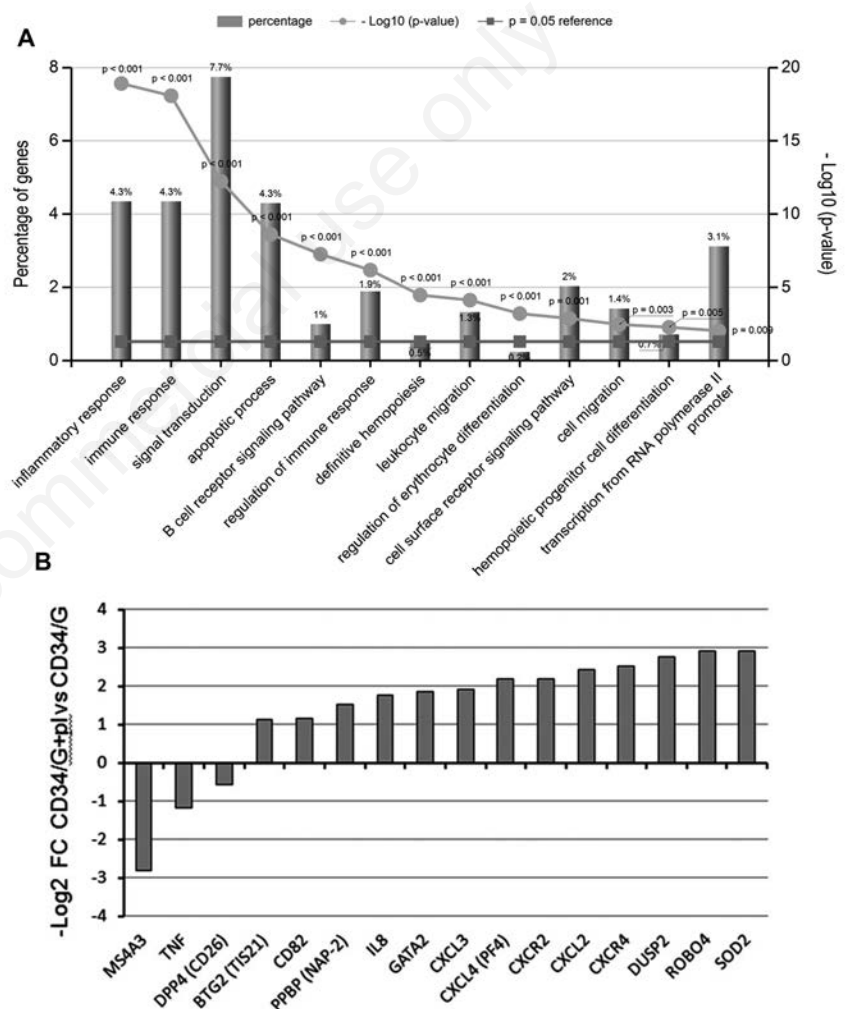 percentage - Log10 (p-value) p = 0.05 reference
A
8
6
4
2
0
Percentage of genes
20
15
10
5
0
- Log10 (p-value)
p < 0.001
p < 0.001
p < 0.001
p < 0.001
p < 0.001
p < 0.001
p < 0.001
p < 0.001
p < 0.001
p = 0.003
p = 0.005
p = 0.009
4.3%
4.3%
7.7%
4.3%
1%
1.9%
0.5%
1.3%
0.2%
2%
1.4%
0.7%
3.1%
inflammatory response
immune response
signal transduction
apoptotic process
B cell receptor signaling pathway
regulation of immune response
definitive hemopoiesis
leukocyte migration
regulation of erythrocyte differentiation
cell surface receptor signaling pathway
cell migration
hemopoietic progenitor cell differentiation
transcription from RNA polymerase II
promoter
B
4
3
2
1
0
-1
-2
-3
-4
-Log2 FC CD34/G+pl vs CD34/G
MS4A3
TNF
DPP4 (CD26)
BTG2 (TIS21)
CD82
PPBP (NAP-2)
IL8
GATA2
CXCL3
CXCL4 (PF4)
CXCR2
CXCL2
CXCR4
DUSP2
ROBO4
SOD2
commercial use only